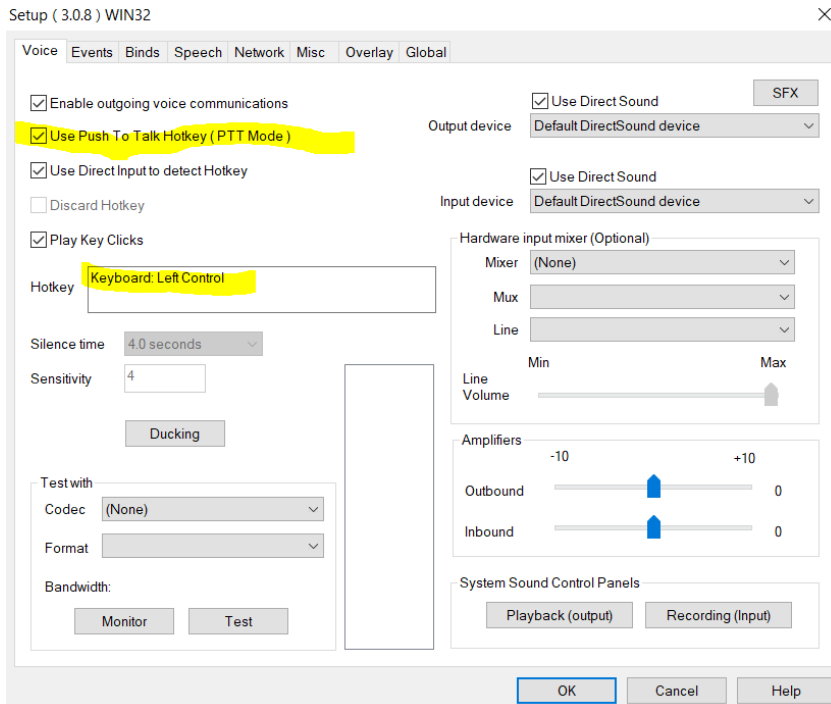 Setup ( 3.0.8 ) WIN32
Voice Events Binds Speech Network Misc Overlay Global
Enable outgoing voice communications
Use Push To Talk Hotkey ( PTT Mode )
Use Direct Input to detect Hotkey
Discard Hotkey
Play Key Clicks
Hotkey
Keyboard: Left Control
Silence time 4.0 seconds
Sensitivity 4
Ducking
Test with
Codec (None)
Format
Bandwidth:
Monitor Test
Use Direct Sound
SFX
Output device Default DirectSound device
Use Direct Sound
Input device Default DirectSound device
Hardware input mixer (Optional)
Mixer (None)
Mux
Line
Min Max
Line
Volume
Amplifiers
-10 +10
Outbound 0
Inbound 0
System Sound Control Panels
Playback (output) Recording (Input)
OK Cancel Help